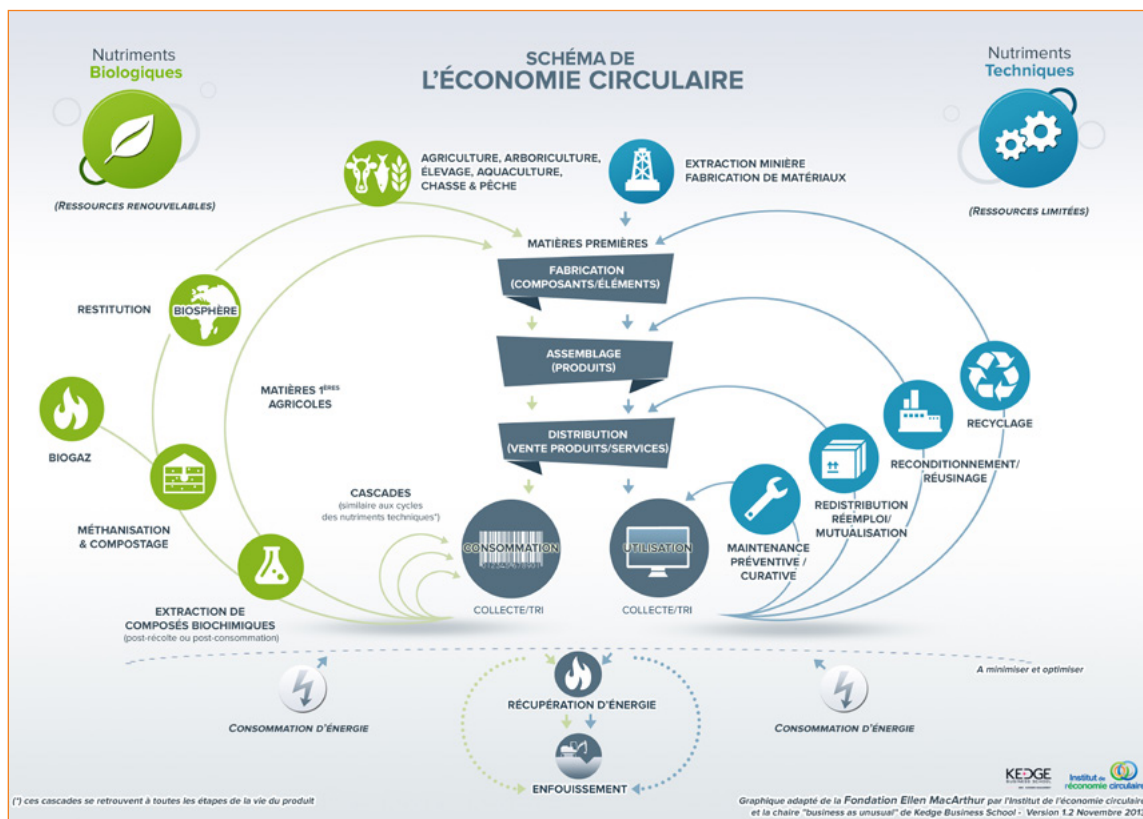 Nutriments
Biologiques
(RESSOURCES RENOUVELABLES)
SCHÉMA DE
L'ÉCONOMIE CIRCULAIRE
Nutriments
Techniques
(RESSOURCES LIMITÉES)
AGRICULTURE, ARBORICULTURE,
ÉLEVAGE, AQUACULTURE,
CHASSE & PÊCHE
EXTRACTION MINIÈRE
FABRICATION DE MATÉRIAUX
MATIÈRES PREMIÈRES
FABRICATION
(COMPOSANTS/ÉLÉMENTS)
ASSEMBLAGE
(PRODUITS)
DISTRIBUTION
(VENTE PRODUITS/SERVICES)
RESTITUTION
BIOSPHÈRE
MATIÈRES 1ÈRES
AGRICOLES
BIOGAZ
MÉTHANISATION
& COMPOSTAGE
EXTRACTION DE
COMPOSÉS BIOCHIMIQUES
(post-récolte ou post-consommation)
CASCADES
(similaire aux cycles
des nutriments techniques*)
CONSOMMATION
COLLECTE/TRI
UTILISATION
COLLECTE/TRI
MAINTENANCE
PRÉVENTIVE /
CURATIVE
REDISTRIBUTION
RÉEMPLOI/
MUTUALISATION
RECONDITIONNEMENT/
RÉUSINAGE
RECYCLAGE
A minimiser et optimiser
CONSOMMATION D'ÉNERGIE
RÉCUPÉRATION D'ÉNERGIE
CONSOMMATION D'ÉNERGIE
ENFOUISSEMENT
(*) ces cascades se retrouvent à toutes les étapes de la vie du produit
KEDGE
BUSINESS SCHOOL
Institut de
l'économie circulaire
Graphique adapté de la Fondation Ellen MacArthur par l'Institut de l'économie circulaire
et la chaire "business as unusual" de Kedge Business School - Version 1.2 Novembre 201